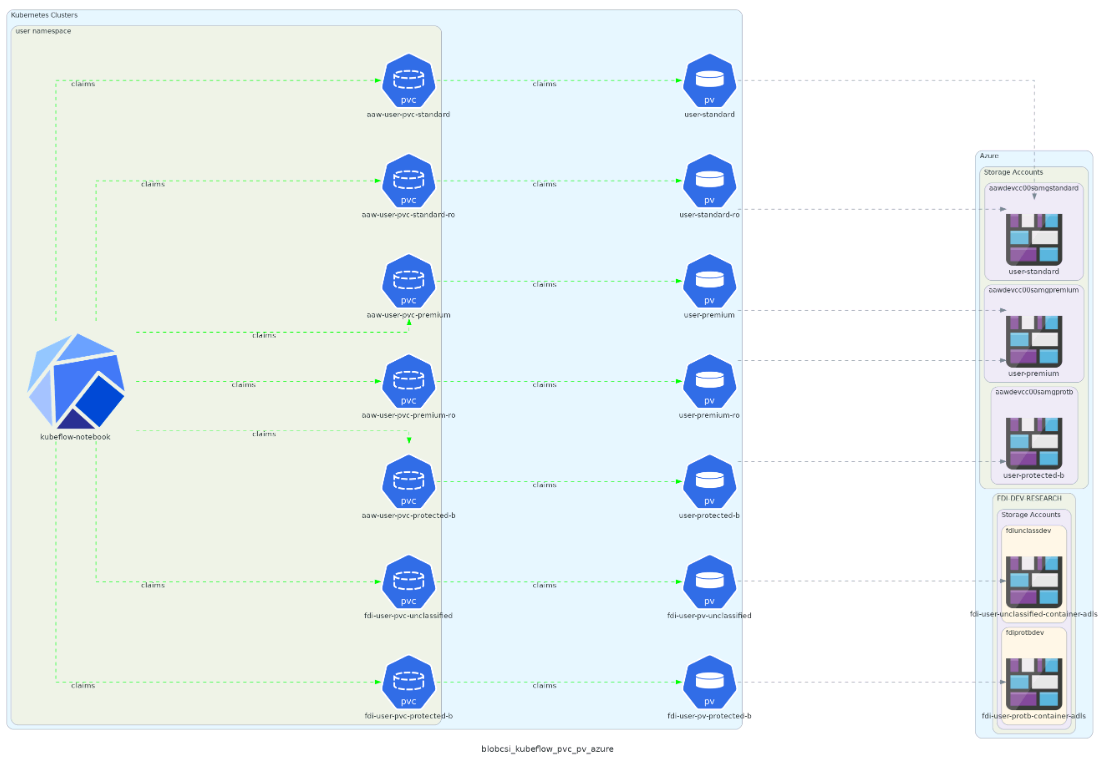 Kubernetes Clusters
user namespace
claims
pvc
aaw-user-pvc-standard
claims
pv
user-standard
claims
pvc
aaw-user-pvc-standard-ro
claims
pv
user-standard-ro
pvc
aaw-user-pvc-premium
claims
claims
pv
user-premium
kubeflow-notebook
claims
pvc
aaw-user-pvc-premium-ro
claims
pv
user-premium-ro
claims
pvc
aaw-user-pvc-protected-b
claims
pv
user-protected-b
claims
pvc
fdi-user-pvc-unclassified
claims
pv
fdi-user-pv-unclassified
claims
pvc
fdi-user-pvc-protected-b
claims
pv
fdi-user-pv-protected-b
Azure
Storage Accounts
aawdevcc00samgstandard
user-standard
aawdevcc00samgpremium
user-premium
aawdevcc00samgprotb
user-protected-b
FDI-DEV-RESEARCH
Storage Accounts
fdiunclassdev
fdi-user-unclassified-container-adls
fdiprotbdev
fdi-user-protb-container-adls
blobcsi_kubeflow_pvc_pv_azure